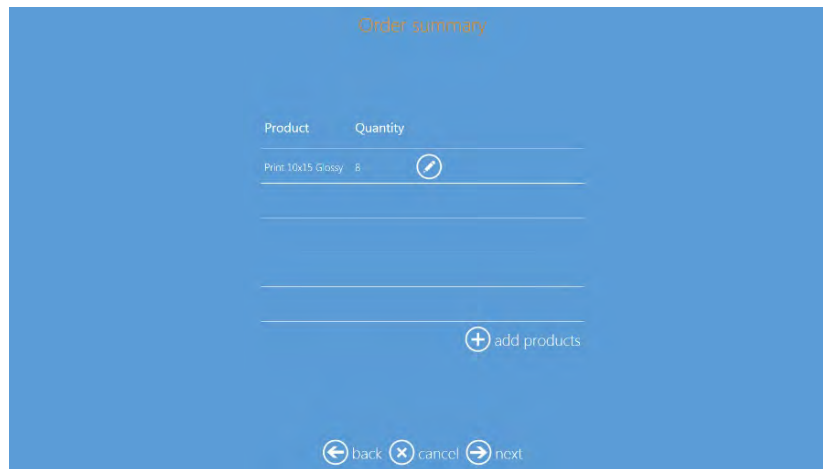 Order summary
Product Quantity
Print 10x15 Glossy 8
add products
back cancel next